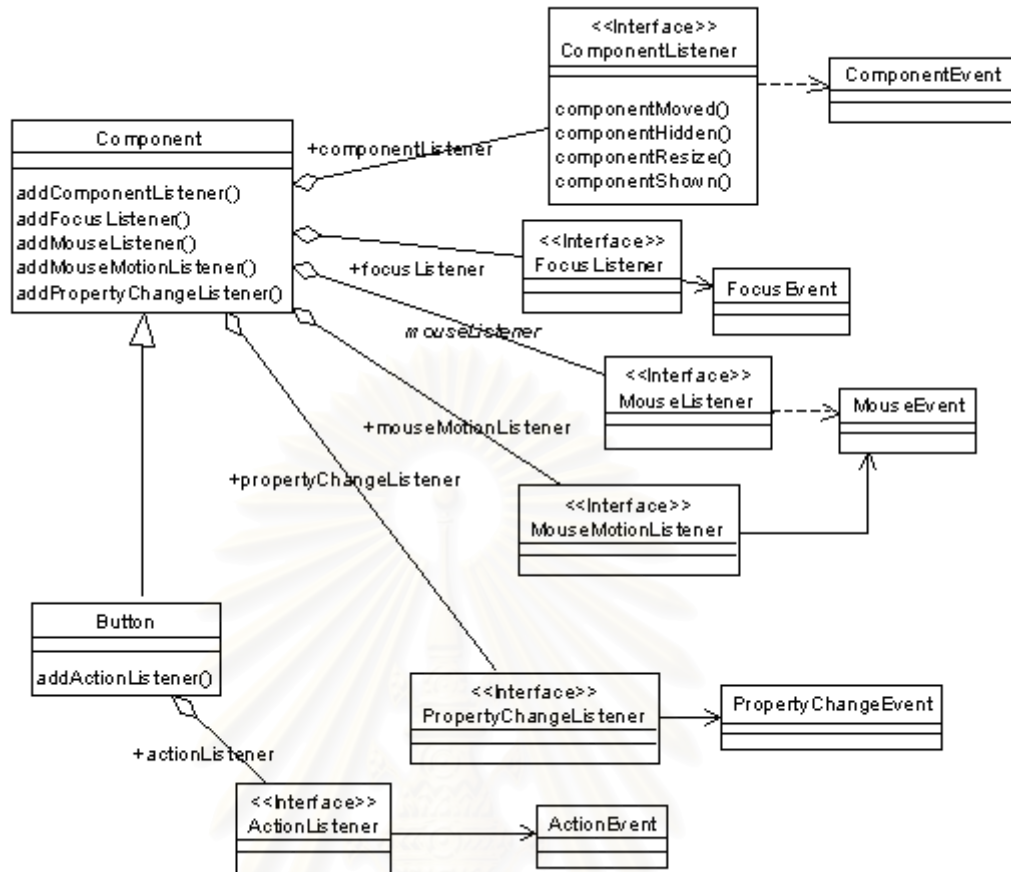 <<Interface>>
ComponentListener
componentMoved()
componentHidden()
componentResize()
componentShown()
ComponentEvent
Component
addComponentListener()
addFocusListener()
addMouseListener()
addMouseMotionListener()
addPropertyChangeListener()
+componentListener
<<Interface>>
FocusListener
+focusListener
FocusEvent
mouseListener
<<Interface>>
MouseListener
MouseEvent
+mouseMotionListener
+propertyChangeListener
<<Interface>>
MouseMotionListener
Button
addActionListener()
<<Interface>>
PropertyChangeListener
PropertyChangeEvent
+actionListener
<<Interface>>
ActionListener
ActionEvent